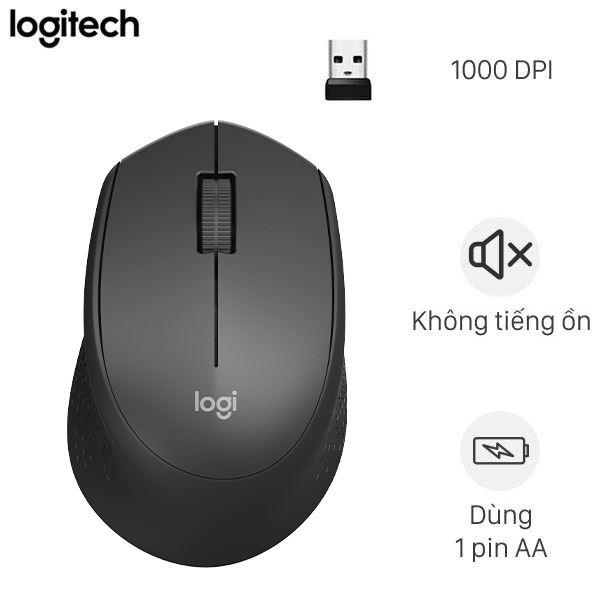 logitech
1000 DPI
Không tiếng ồn
logi
Dùng
1 pin AA